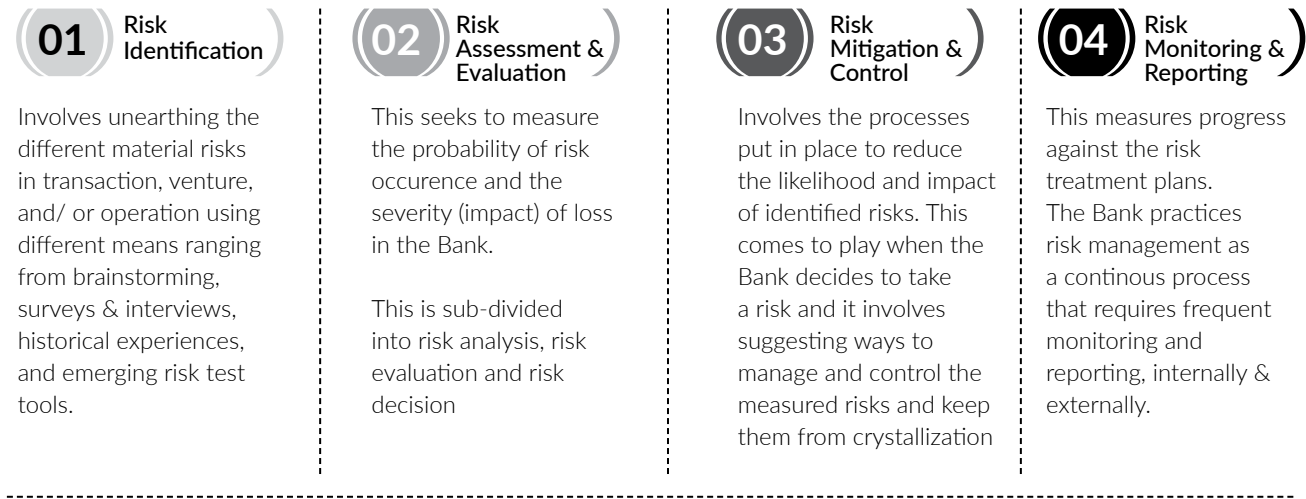 01
Risk
Identification
Involves unearthing the
different material risks
in transaction, venture,
and/ or operation using
different means ranging
from brainstorming,
surveys & interviews,
historical experiences,
and emerging risk test
tools.
02
Risk
Assessment &
Evaluation
This seeks to measure
the probability of risk
occurence and the
severity (impact) of loss
in the Bank.
This is sub-divided
into risk analysis, risk
evaluation and risk
decision
03
Risk
Mitigation &
Control
Involves the processes
put in place to reduce
the likelihood and impact
of identified risks. This
comes to play when the
Bank decides to take
a risk and it involves
suggesting ways to
manage and control the
measured risks and keep
them from crystallization
04
Risk
Monitoring &
Reporting
This measures progress
against the risk
treatment plans.
The Bank practices
risk management as
a continous process
that requires frequent
monitoring and
reporting, internally &
externally.